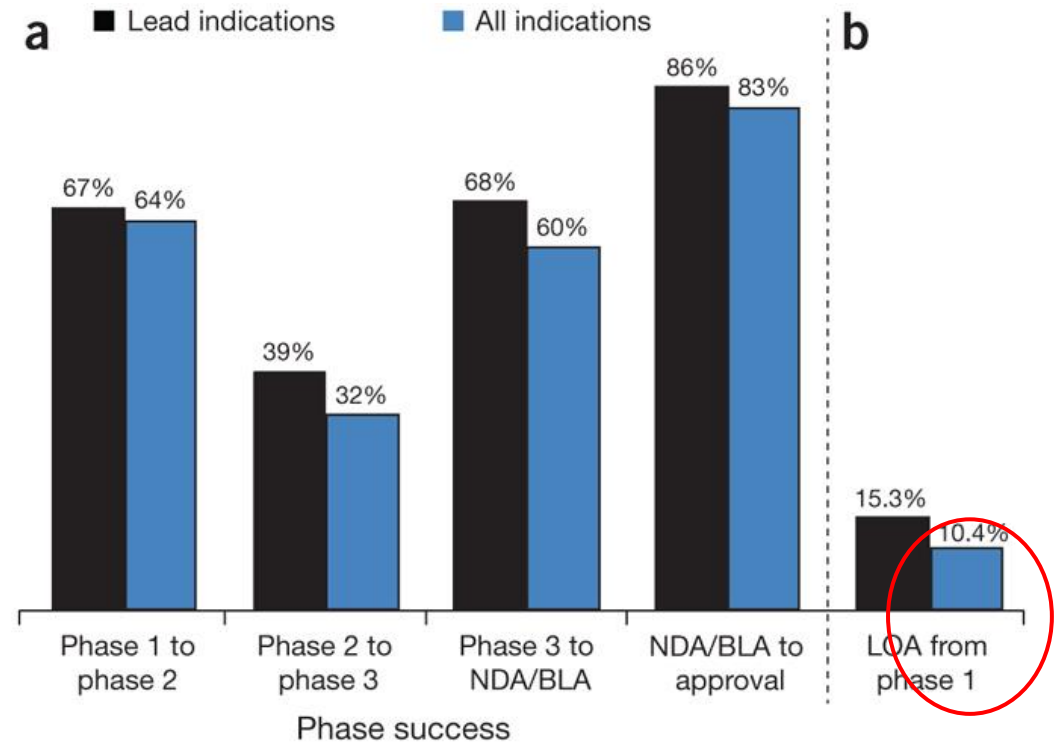 a
Lead indications
All indications
b
67%
64%
39%
32%
68%
60%
86%
83%
15.3%
10.4%
Phase 1 to
phase 2
Phase 2 to
phase 3
Phase 3 to
NDA/BLA
NDA/BLA to
approval
LOA from
phase 1
Phase success